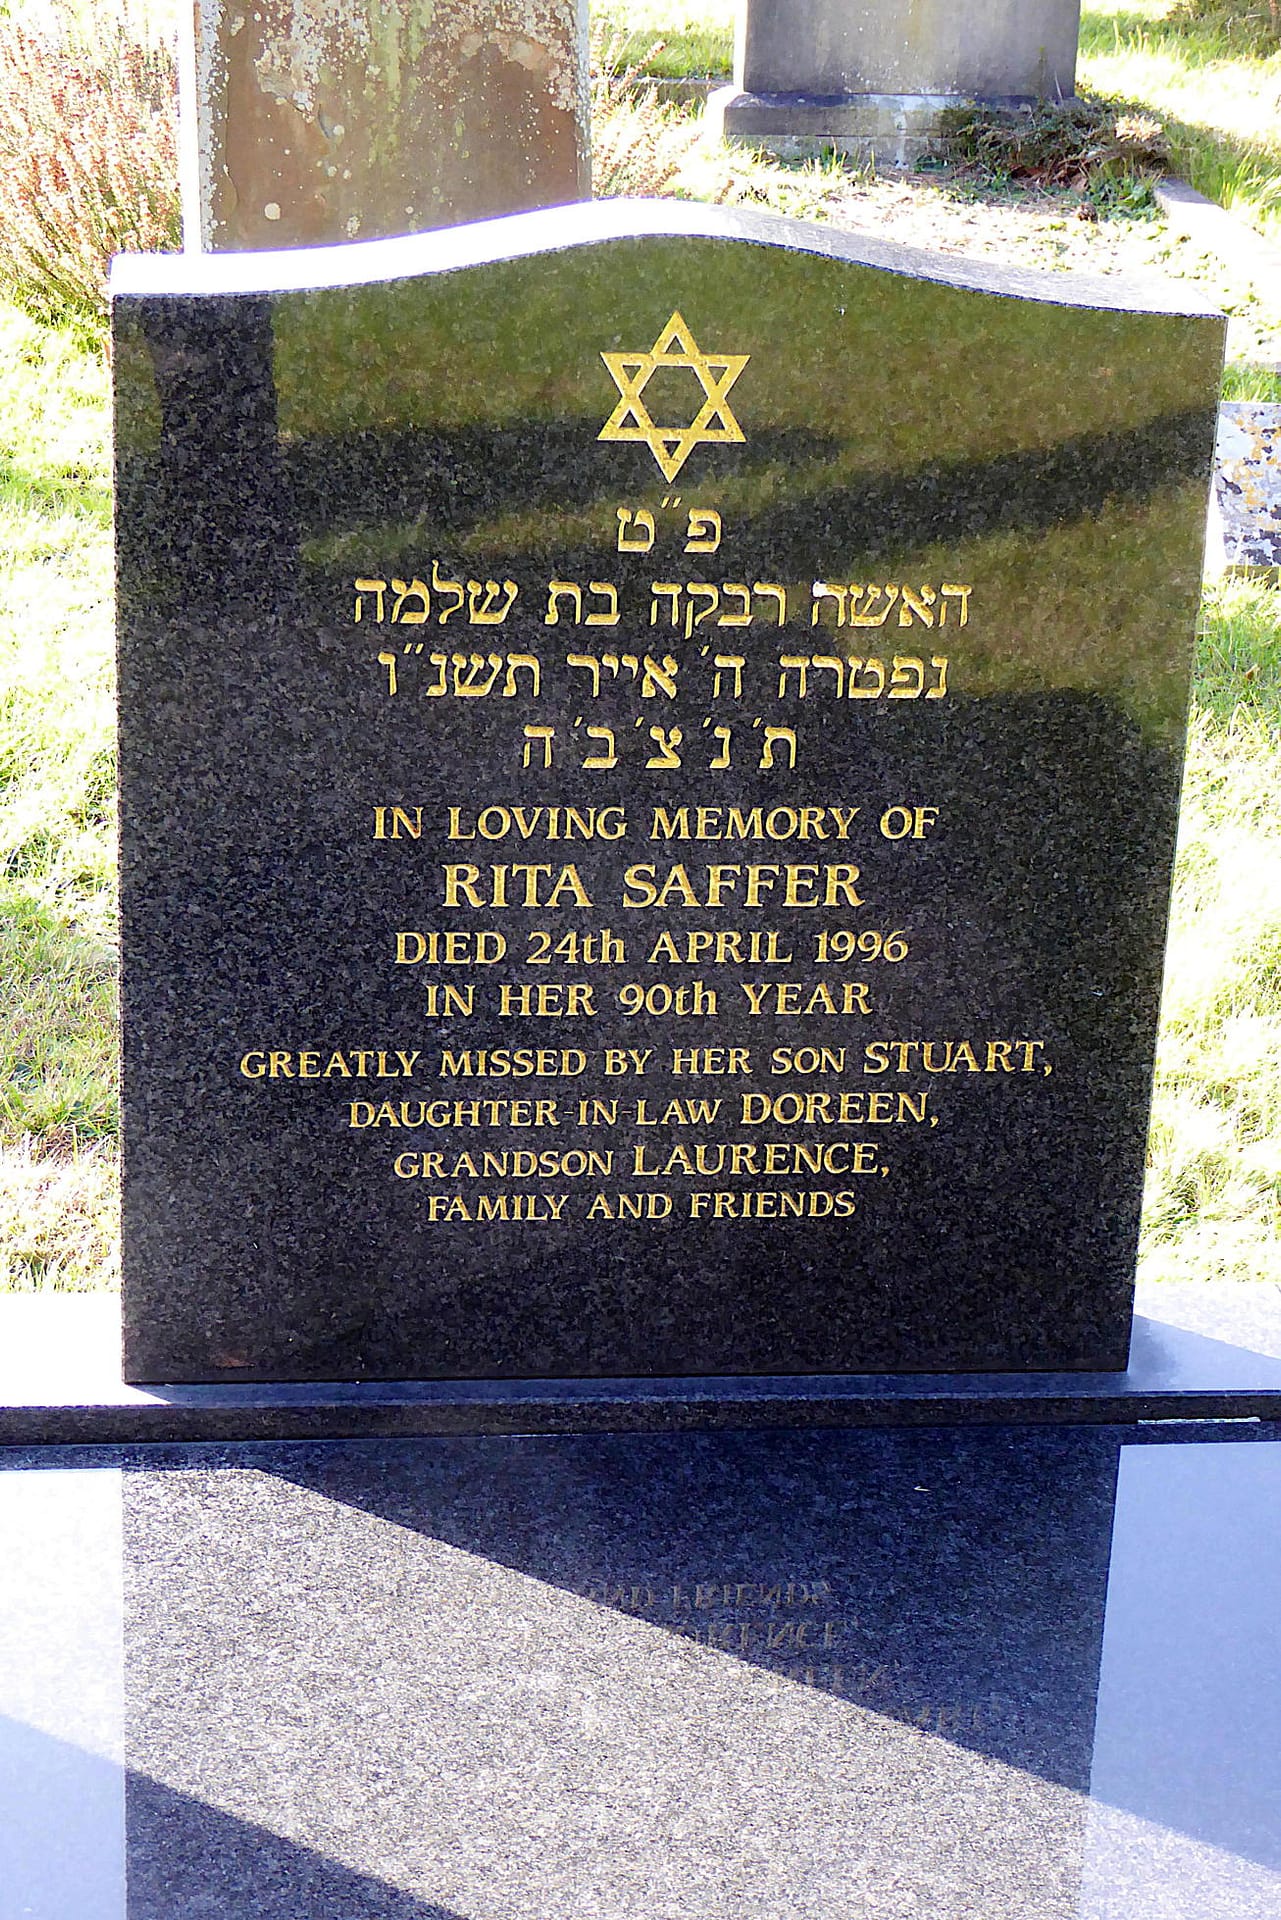 פ״ט
האשה רבקה בת שלמה
נפטרה ה׳ אייר תשנ״ו
ת׳ נ׳ צ׳ ב׳ ה
IN LOVING MEMORY OF
RITA SAFFER
DIED 24th APRIL 1996
IN HER 90th YEAR
GREATLY MISSED BY HER SON STUART,
DAUGHTER-IN-LAW DOREEN,
GRANDSON LAURENCE,
FAMILY AND FRIENDS